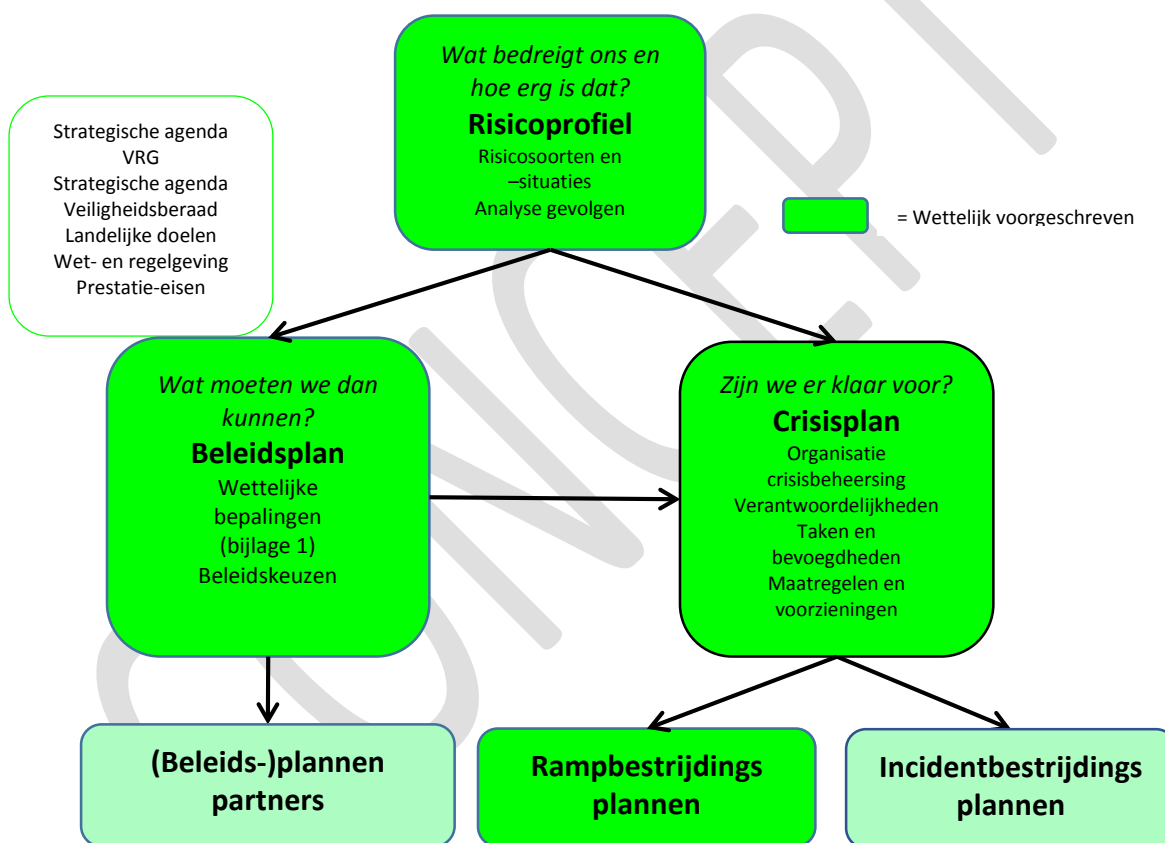 Wat bedreigt ons en
hoe erg is dat?
Risicoprofiel
Risicosoorten en
–situaties
Analyse gevolgen
Strategische agenda
VRG
Strategische agenda
Veiligheidsberaad
Landelijke doelen
Wet- en regelgeving
Prestatie-eisen
= Wettelijk voorgeschreven
Wat moeten we dan
kunnen?
Beleidsplan
Wettelijke
bepalingen
(bijlage 1)
Beleidskeuzen
Zijn we er klaar voor?
Crisisplan
Organisatie
crisisbeheersing
Verantwoordelijkheden
Taken en
bevoegdheden
Maatregelen en
voorzieningen
(Beleids-)plannen
partners
Rampbestrijdings
plannen
Incidentbestrijdings
plannen
CONCEPT